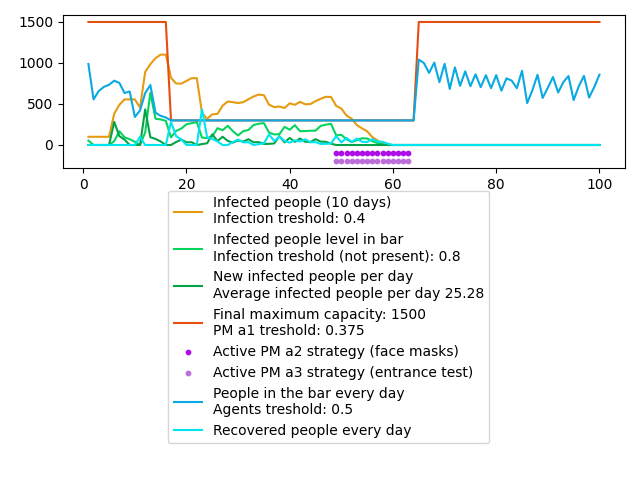 1500
1000
500
0
0 20 40 60 80 100
Infected people (10 days)
Infection treshold: 0.4
Infected people level in bar
Infection treshold (not present): 0.8
New infected people per day
Average infected people per day 25.28
Final maximum capacity: 1500
PM a1 treshold: 0.375
Active PM a2 strategy (face masks)
Active PM a3 strategy (entrance test)
People in the bar every day
Agents treshold: 0.5
Recovered people every day